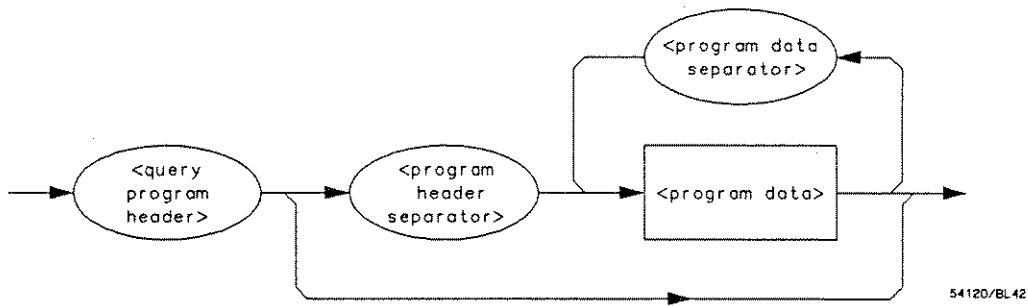 <program data
separator>
<query
program
header>
<program
header
separator>
<program data>
54120/BL42